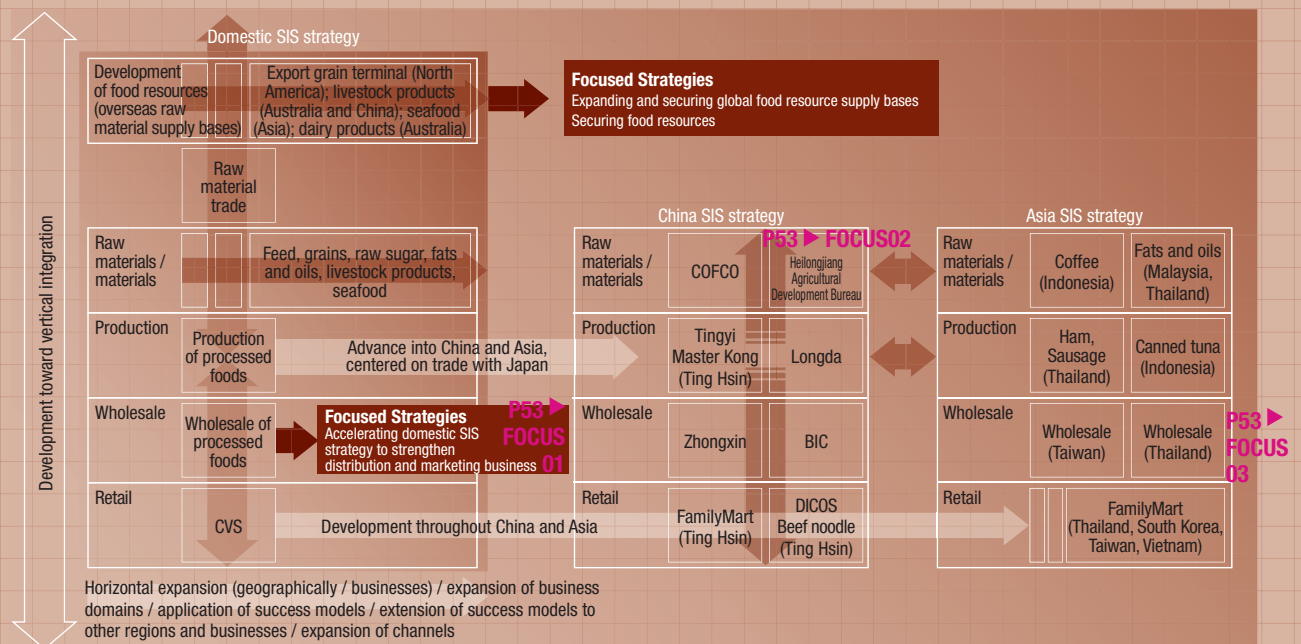 Domestic SIS strategy
Development
of food resources
(overseas raw
material supply bases)
Export grain terminal (North
America); livestock products
(Australia and China); seafood
(Asia); dairy products (Australia)
Focused Strategies
Expanding and securing global food resource supply bases
Securing food resources
Raw
material
trade
Development toward vertical integration
China SIS strategy
Asia SIS strategy
Raw
materials /
materials
Feed, grains, raw sugar, fats
and oils, livestock products,
seafood
Raw
materials /
materials
COFCO
P53 ▶ FOCUS02
Heilongjiang
Agricultural
Development Bureau
Raw
materials /
materials
Coffee
(Indonesia)
Fats and oils
(Malaysia,
Thailand)
Production
Production
of processed
foods
Advance into China and Asia,
centered on trade with Japan
Production
Tingyi
Master Kong
(Ting Hsin)
Longda
Production
Ham,
Sausage
(Thailand)
Canned tuna
(Indonesia)
Wholesale
Wholesale of
processed
foods
Focused Strategies
Accelerating domestic SIS
strategy to strengthen
distribution and marketing business
P53 ▶
FOCUS
01
Wholesale
Zhongxin
BIC
Wholesale
Wholesale
(Taiwan)
Wholesale
(Thailand)
P53 ▶
FOCUS
03
Retail
CVS
Development throughout China and Asia
Retail
FamilyMart
(Ting Hsin)
DICOS
Beef noodle
(Ting Hsin)
Retail
FamilyMart
(Thailand, South Korea,
Taiwan, Vietnam)
Horizontal expansion (geographically / businesses) / expansion of business
domains / application of success models / extension of success models to
other regions and businesses / expansion of channels